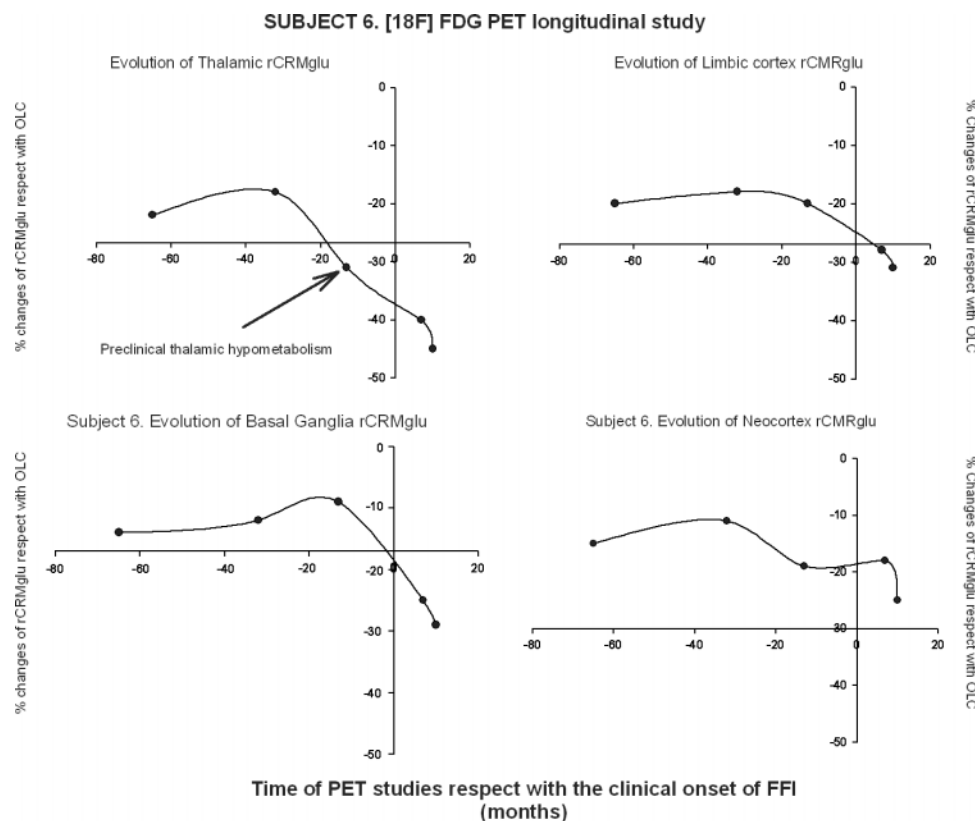 SUBJECT 6. [18F] FDG PET longitudinal study
Evolution of Thalamic rCRMglu
% changes of rCRMglu respect with OLC
0
-10
-20
-30
-40
-50
-80 -60 -40 -20 0 20
Preclinical thalamic hypometabolism
Evolution of Limbic cortex rCMRglu
% Changes of rCRMglu respect with OLC
0
-10
-20
-30
-40
-50
-80 -60 -40 -20 0 20
Subject 6. Evolution of Basal Ganglia rCRMglu
% changes of rCRMglu respect with OLC
0
-10
-20
-30
-40
-50
-80 -60 -40 -20 0 20
Subject 6. Evolution of Neocortex rCMRglu
% Changes of rCRMglu respect with OLC
0
-10
-20
-30
-40
-50
-80 -60 -40 -20 0 20
Time of PET studies respect with the clinical onset of FFI
(months)